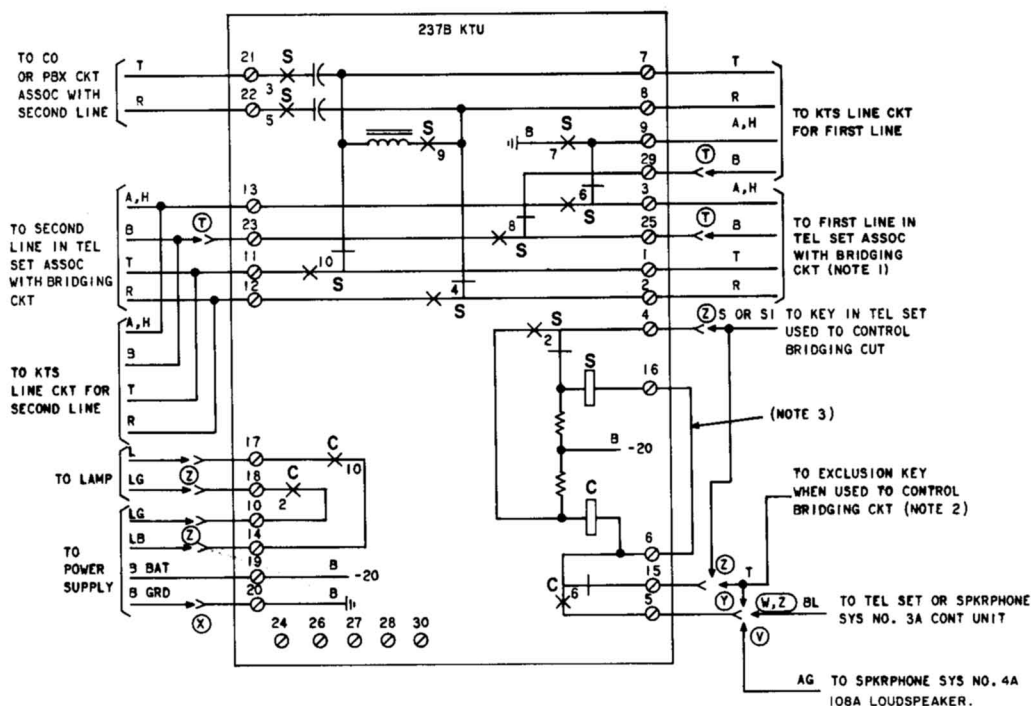 237B KTU
TO CO
OR PBX CKT
ASSOC WITH
SECOND LINE
T
R
21
S
3
22
S
5
S
9
7
T
8
R
9
A,H
B
S
7
29
T
B
TO KTS LINE CKT
FOR FIRST LINE
TO SECOND
LINE IN TEL
SET ASSOC
WITH BRIDGING
CKT
A,H
B
T
T
R
13
23
11
12
10
S
4
S
8
S
6
S
3
A,H
25
T
B
1
T
2
R
TO FIRST LINE IN
TEL SET ASSOC
WITH BRIDGING
CKT (NOTE 1)
TO KTS
LINE CKT FOR
SECOND LINE
A,H
B
T
R
4
Z
S OR S1 TO KEY IN TEL SET
USED TO CONTROL
BRIDGING CUT
S
2
S
16
(NOTE 3)
B
-20
C
TO LAMP
L
LG
Z
17
18
C
10
C
2
TO
POWER
SUPPLY
LG
LB
Z
B BAT
B GRD
X
10
14
19
20
B
-20
B
24
26
27
28
30
TO EXCLUSION KEY
WHEN USED TO CONTROL
BRIDGING CKT (NOTE 2)
6
15
5
C
6
Z
T
Y
W,Z
BL
TO TEL SET OR SPKRPHONE
SYS NO. 3A CONT UNIT
V
AG
TO SPKRPHONE SYS NO. 4A
108A LOUDSPEAKER.